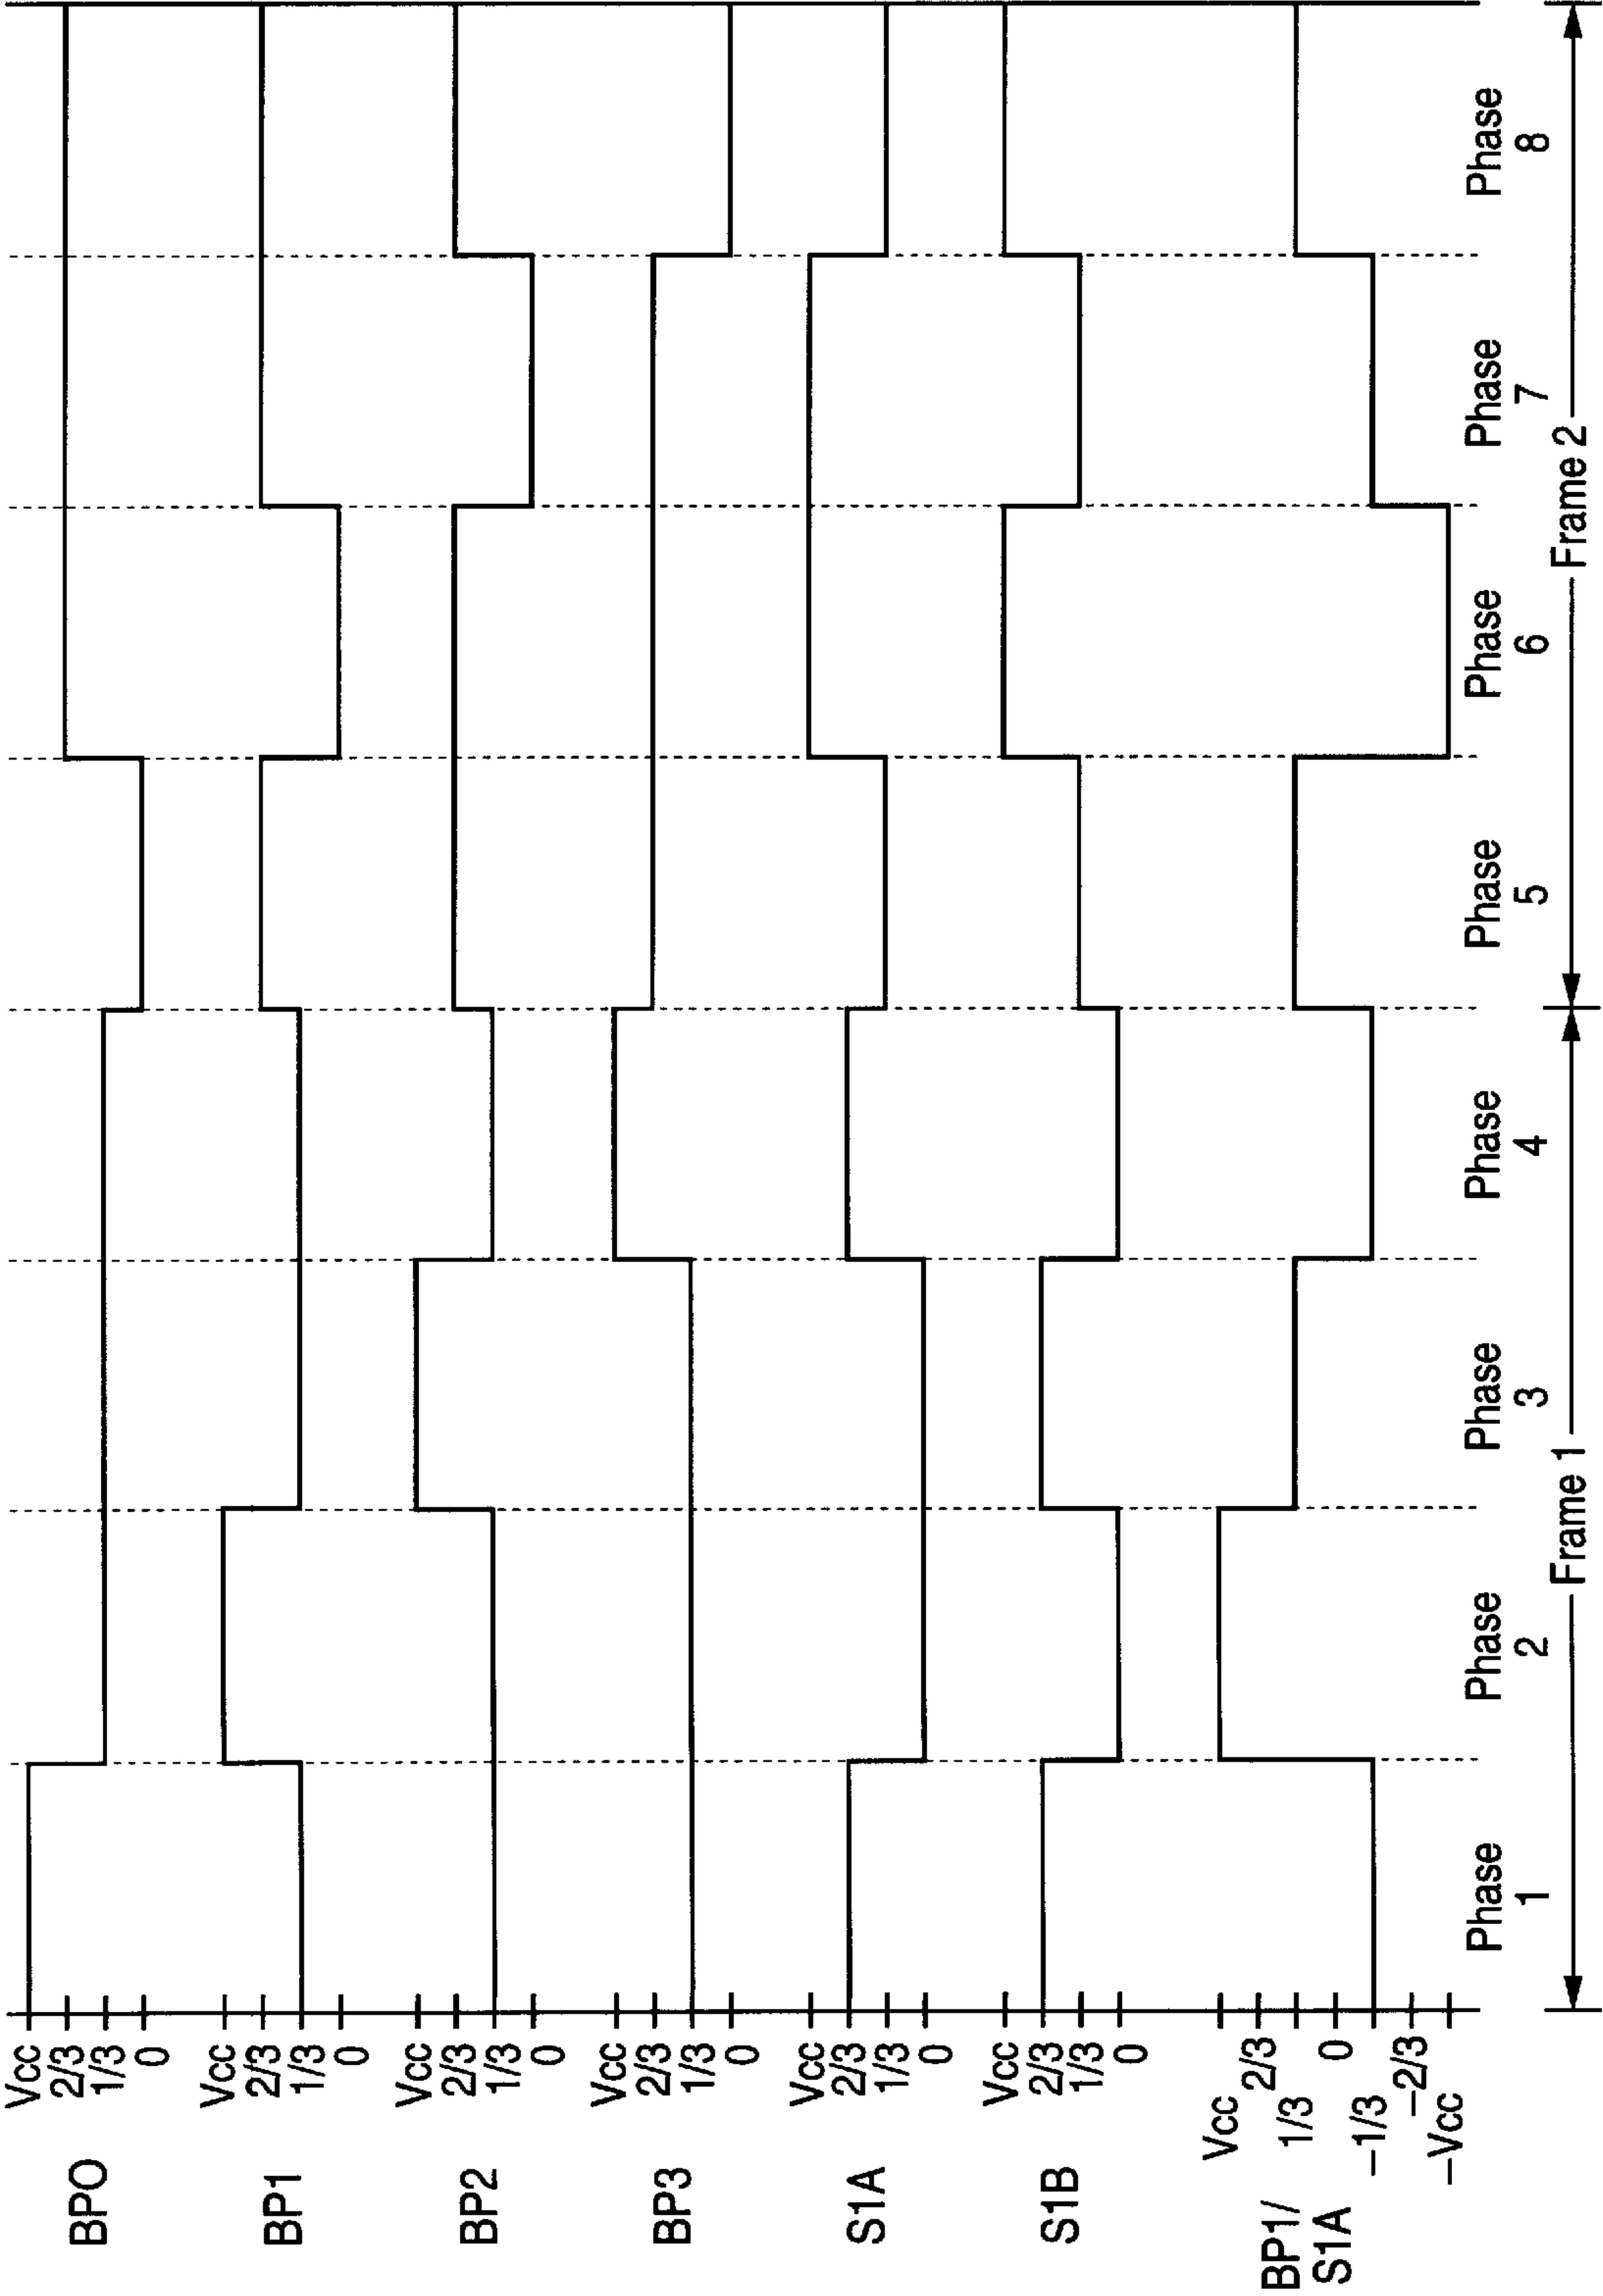 BP0
Vcc
2/3
1/3
0
BP1
Vcc
2/3
1/3
0
BP2
Vcc
2/3
1/3
0
BP3
Vcc
2/3
1/3
0
S1A
Vcc
2/3
1/3
0
S1B
Vcc
2/3
1/3
0
BP1/
S1A
Vcc
2/3
1/3
0
−1/3
−2/3
−Vcc
Phase Phase Phase Phase Phase Phase Phase Phase
1 2 3 4 5 6 7 8
Frame 1 Frame 2